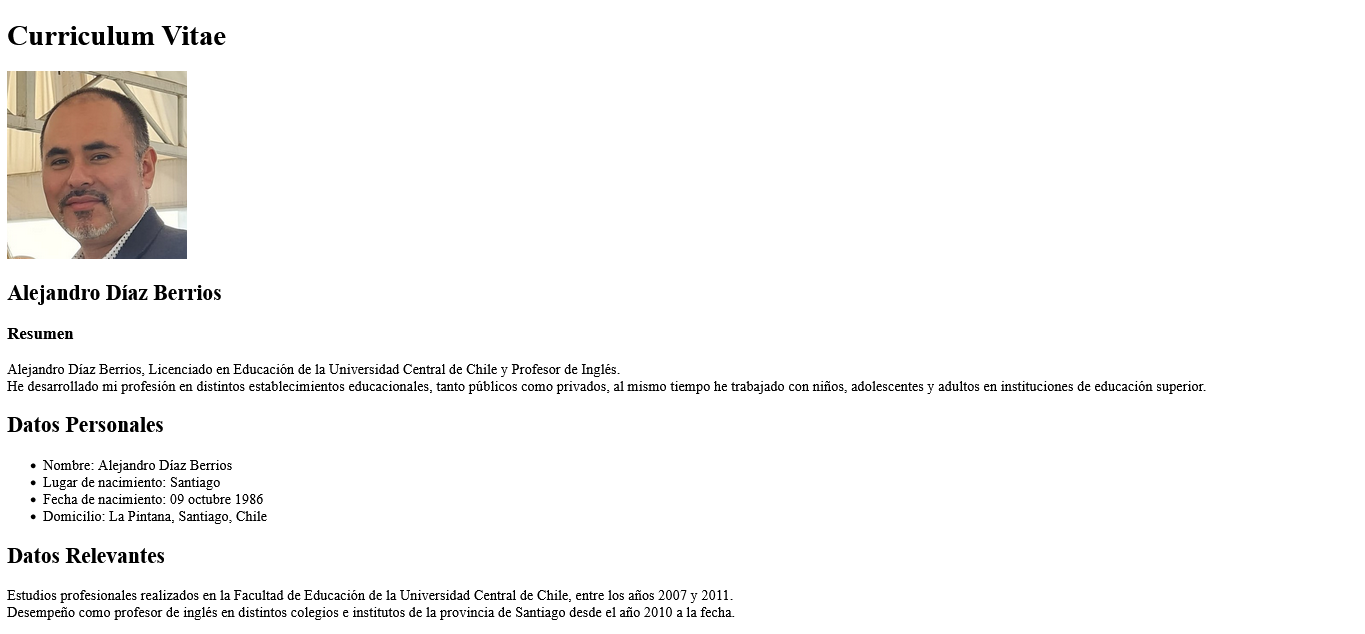 Curriculum Vitae
Alejandro Díaz Berrios
Resumen
Alejandro Díaz Berrios, Licenciado en Educación de la Universidad Central de Chile y Profesor de Inglés.
He desarrollado mi profesión en distintos establecimientos educacionales, tanto públicos como privados, al mismo tiempo he trabajado con niños, adolescentes y adultos en instituciones de educación superior.
Datos Personales
• Nombre: Alejandro Díaz Berrios
• Lugar de nacimiento: Santiago
• Fecha de nacimiento: 09 octubre 1986
• Domicilio: La Pintana, Santiago, Chile
Datos Relevantes
Estudios profesionales realizados en la Facultad de Educación de la Universidad Central de Chile, entre los años 2007 y 2011.
Desempeño como profesor de inglés en distintos colegios e institutos de la provincia de Santiago desde el año 2010 a la fecha.